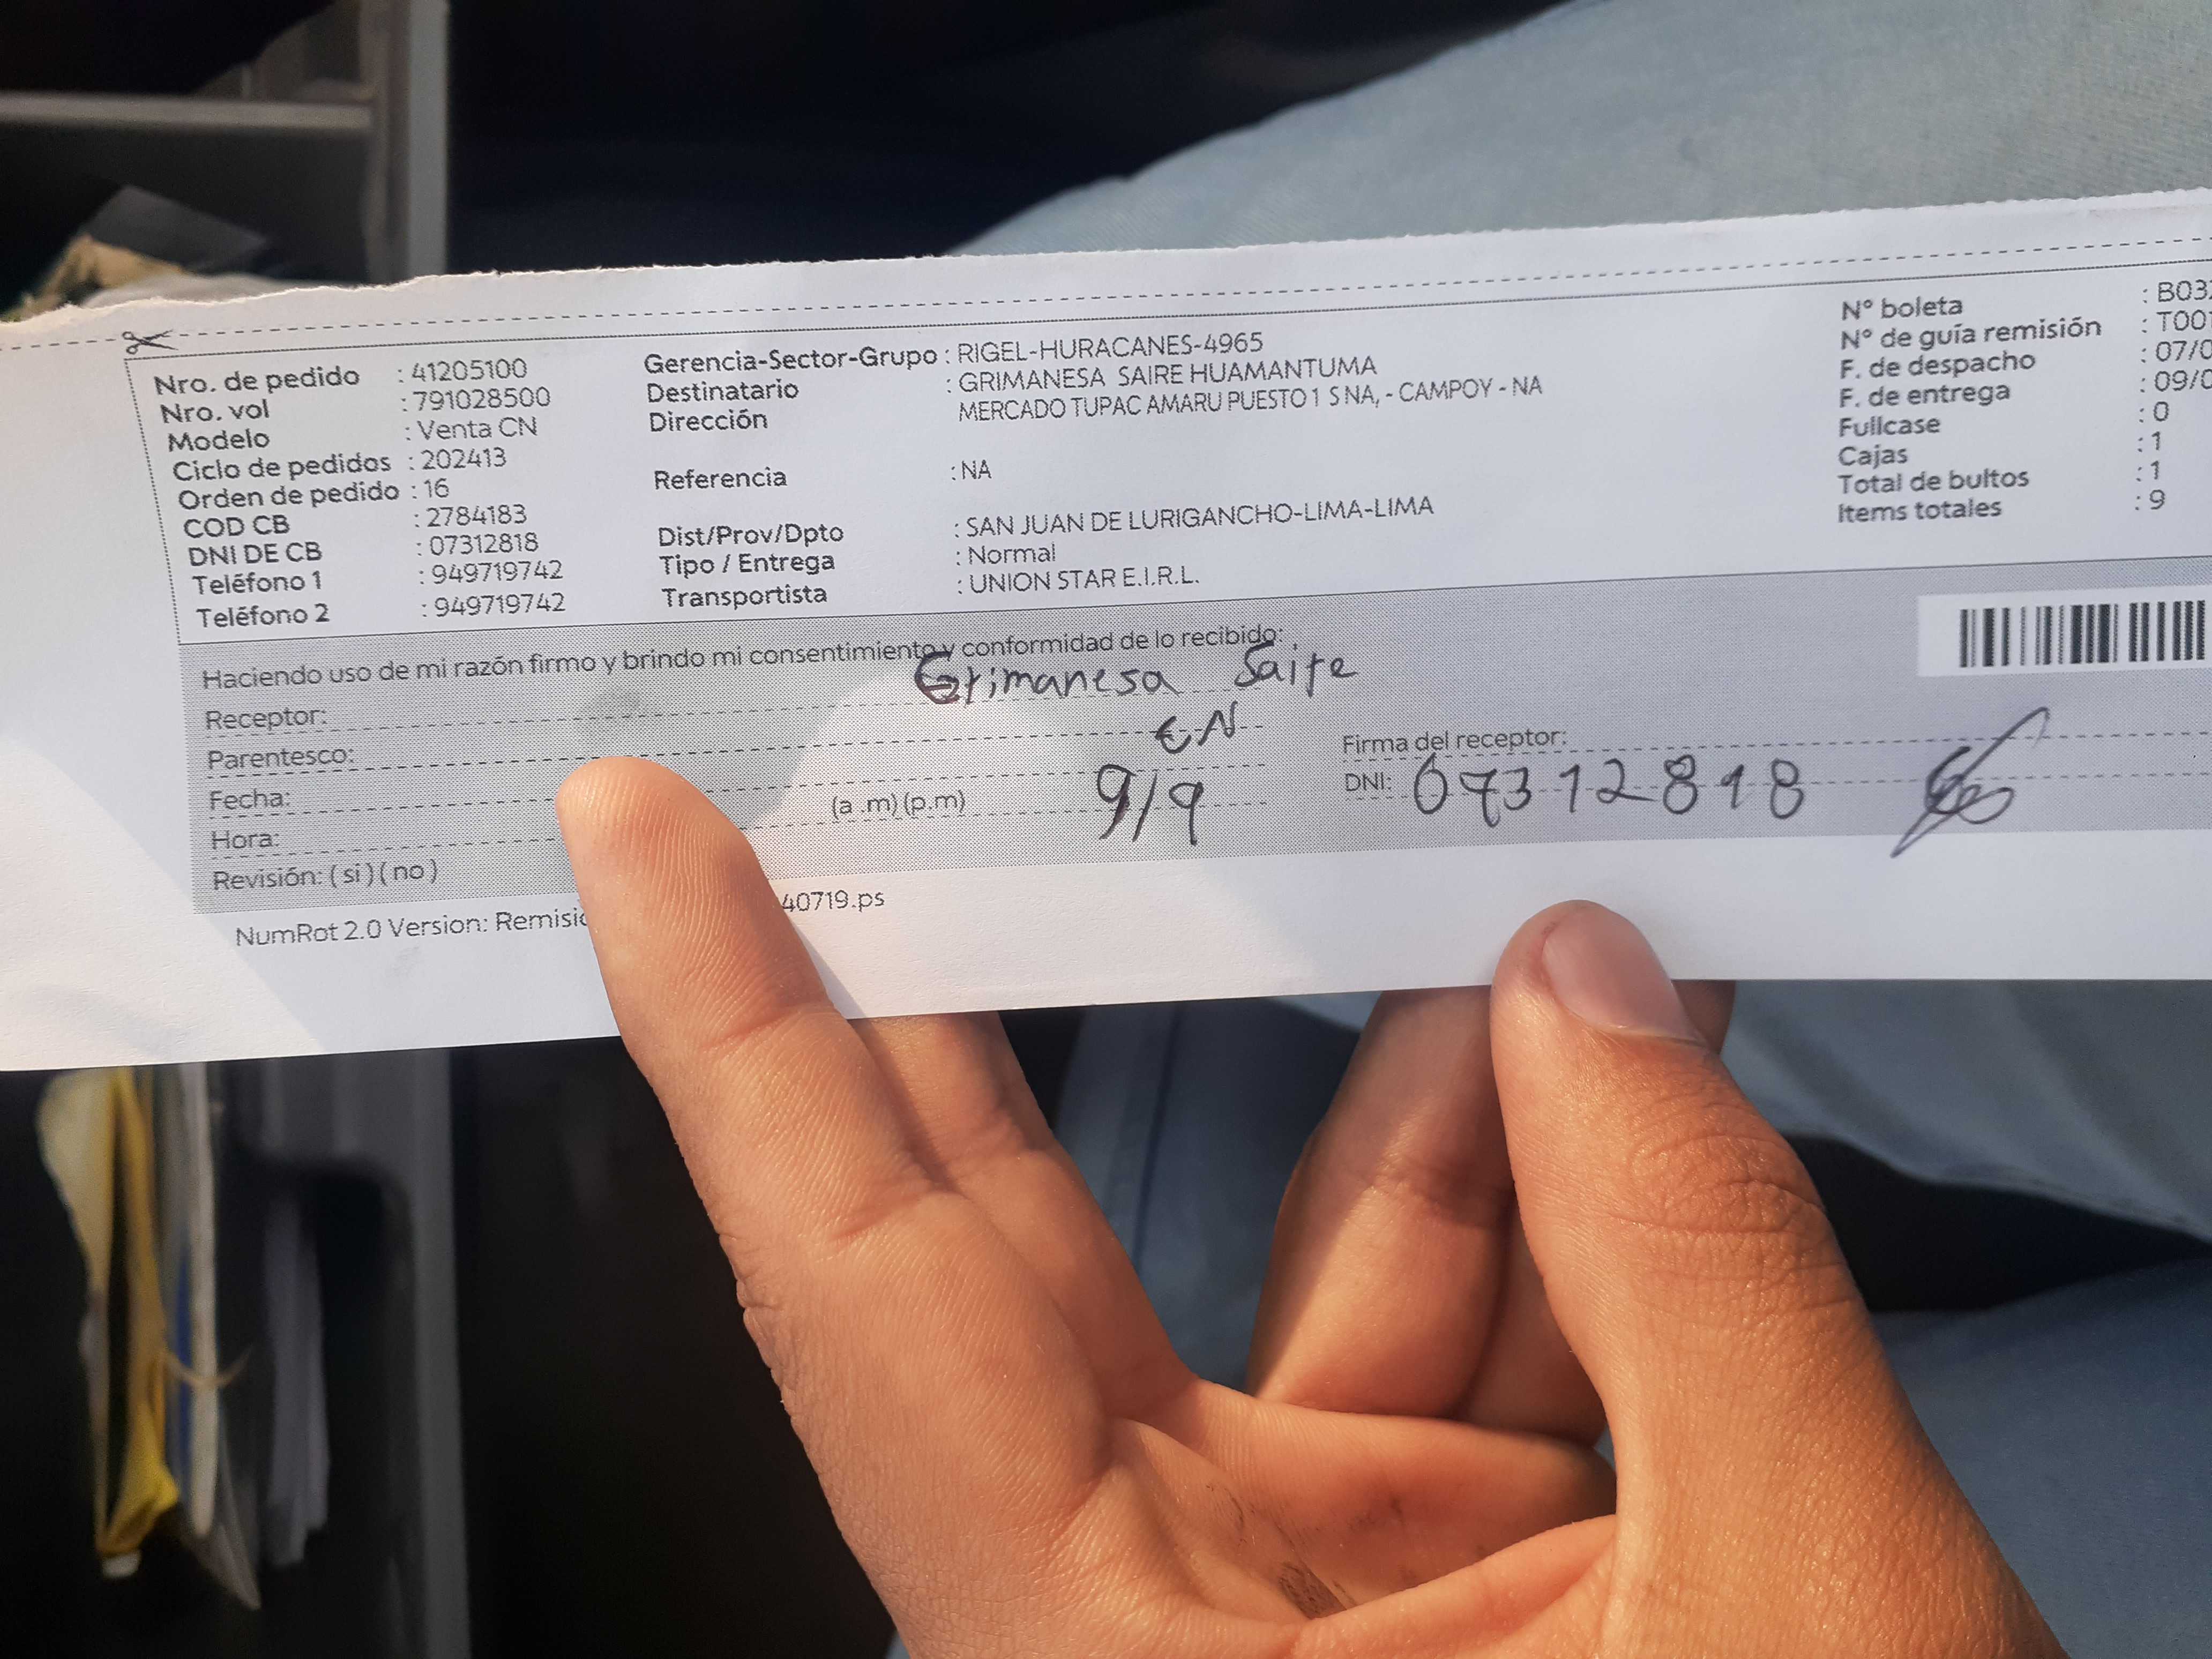 Nro. de pedido : 41205100
Nro. vol : 791028500
Modelo : Venta CN
Ciclo de pedidos : 202413
Orden de pedido : 16
COD CB : 2784183
DNI DE CB : 07312818
Teléfono 1 : 949719742
Teléfono 2 : 949719742
Gerencia-Sector-Grupo : RIGEL-HURACANES-4965
Destinatario : GRIMANESA SAIRE HUAMANTUMA
Dirección MERCADO TUPAC AMARU PUESTO 1 S NA, - CAMPOY - NA
Referencia : NA
Dist/Prov/Dpto : SAN JUAN DE LURIGANCHO-LIMA-LIMA
Tipo / Entrega : Normal
Transportista : UNION STAR E.I.R.L.
N° boleta : B03
N° de guía remisión : T001
F. de despacho : 07/0
F. de entrega : 09/0
Fullcase : 0
Cajas : 1
Total de bultos : 1
Items totales : 9
Haciendo uso de mi razón firmo y brindo mi consentimiento y conformidad de lo recibido:
Receptor: Grimanesa Saire
Parentesco: EN
Fecha: 9/9
Hora: (a .m) (p.m)
Revisión: ( si ) ( no )
Firma del receptor:
DNI: 07312818
NumRot 2.0 Version: Remisi 40719.ps